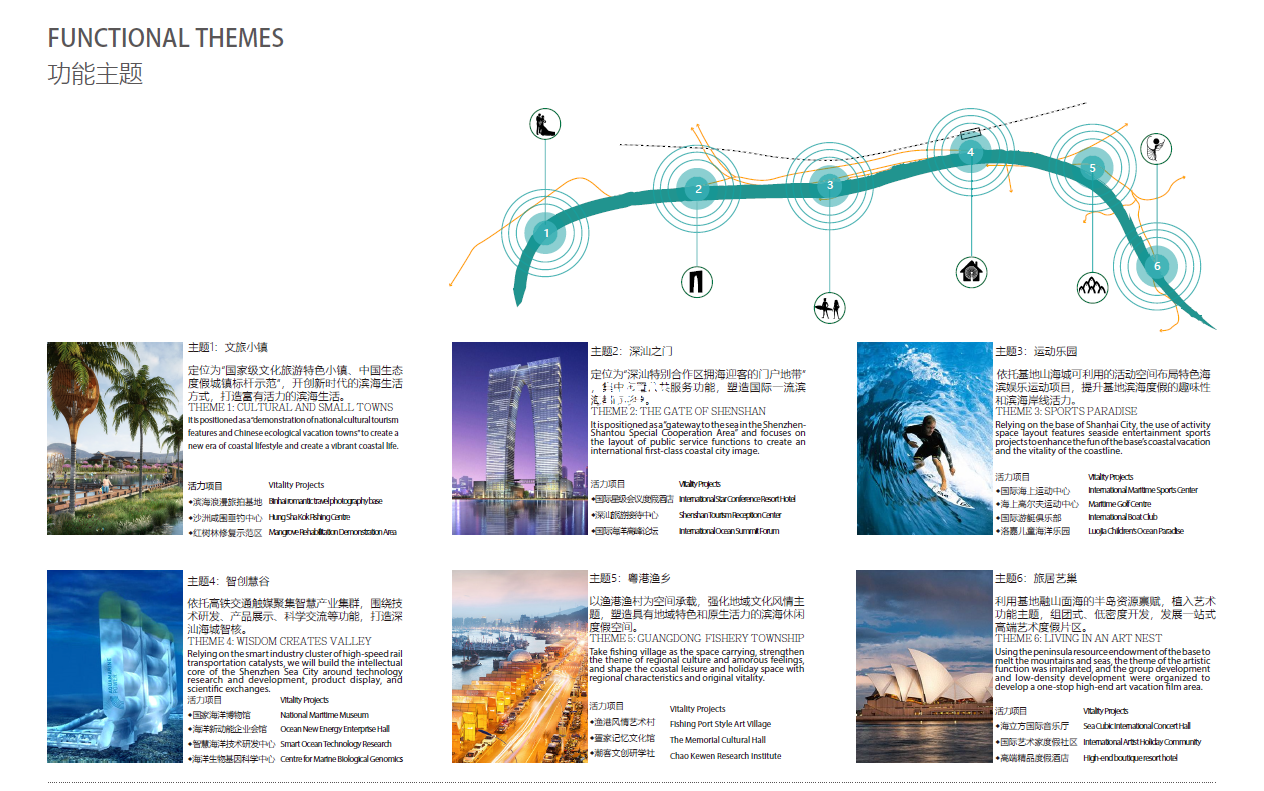 FUNCTIONAL THEMES
功能主题
1
2
3
4
5
6
主题1：文旅小镇
定位为“国家级文化旅游特色小镇、中国生态
度假城镇标杆示范”，开创新时代的滨海生活
方式，打造富有活力的滨海生活。
THEME 1: CULTURAL AND SMALL TOWNS
It is positioned as a "demonstration of national cultural tourism
features and Chinese ecological vacation towns" to create a
new era of coastal lifestyle and create a vibrant coastal life.
活力项目 Vitality Projects
◆滨海浪漫旅拍基地 Binhai romantic travel photography base
◆沙洲咸围垂钓中心 Hung Sha Kok Fishing Centre
◆红树林修复示范区 Mangrove Rehabilitation Demonstration Area
主题2：深汕之门
定位为“深汕特别合作区拥海迎客的门户地带”
，集中 服务功能，塑造国际一流滨
THEME 2: THE GATE OF SHENSHAN
It is positioned as a "gateway to the sea in the Shenzhen-
Shantou Special Cooperation Area" and focuses on
the layout of public service functions to create an
international first-class coastal city image.
活力项目 Vitality Projects
◆国际星级会议度假酒店 International Star Conference Resort Hotel
◆深汕旅游接待中心 Shenshan Tourism Reception Center
◆国际海洋高峰论坛 International Ocean Summit Forum
主题3：运动乐园
依托基地山海城可利用的活动空间布局特色海
滨娱乐运动项目，提升基地滨海度假的趣味性
和滨海岸线活力。
THEME 3: SPORTS PARADISE
Relying on the base of Shanhai City, the use of activity
space layout features seaside entertainment sports
projects to enhance the fun of the base's coastal vacation
and the vitality of the coastline.
活力项目 Vitality Projects
◆国际海上运动中心 International Maritime Sports Center
◆海上高尔夫运动中心 Maritime Golf Centre
◆国际游艇俱乐部 International Boat Club
◆洛嘉儿童海洋乐园 Luojia Children's Ocean Paradise
主题4：智创慧谷
依托高铁交通触媒聚集智慧产业集群，围绕技
术研发、产品展示、科学交流等功能，打造深
汕海城智核。
THEME 4: WISDOM CREATES VALLEY
Relying on the smart industry cluster of high-speed rail
transportation catalysts, we will build the intellectual
core of the Shenzhen Sea City around technology
research and development, product display, and
scientific exchanges.
活力项目 Vitality Projects
◆国家海洋博物馆 National Maritime Museum
◆海洋新动能企业会馆 Ocean New Energy Enterprise Hall
◆智慧海洋技术研发中心 Smart Ocean Technology Research
◆海洋生物基因科学中心 Centre for Marine Biological Genomics
主题5：粤港渔乡
以渔港渔村为空间承载，强化地域文化风情主
题，塑造具有地域特色和原生活力的滨海休闲
度假空间。
THEME 5: GUANGDONG FISHERY TOWNSHIP
Take fishing village as the space carrying, strengthen
the theme of regional culture and amorous feelings,
and shape the coastal leisure and holiday space with
regional characteristics and original vitality.
活力项目 Vitality Projects
◆渔港风情艺术村 Fishing Port Style Art Village
◆疍家记忆文化馆 The Memorial Cultural Hall
◆潮客文创研学社 Chao Kewen Research Institute
主题6：旅居艺巢
利用基地融山面海的半岛资源禀赋，植入艺术
功能主题，组团式、低密度开发，发展一站式
高端艺术度假片区。
THEME 6: LIVING IN AN ART NEST
Using the peninsula resource endowment of the base to
melt the mountains and seas, the theme of the artistic
function was implanted, and the group development
and low-density development were organized to
develop a one-stop high-end art vacation film area.
活力项目 Vitality Projects
◆海立方国际音乐厅 Sea Cubic International Concert Hall
◆国际艺术家度假社区 International Artist Holiday Community
◆高端精品度假酒店 High-end boutique resort hotel